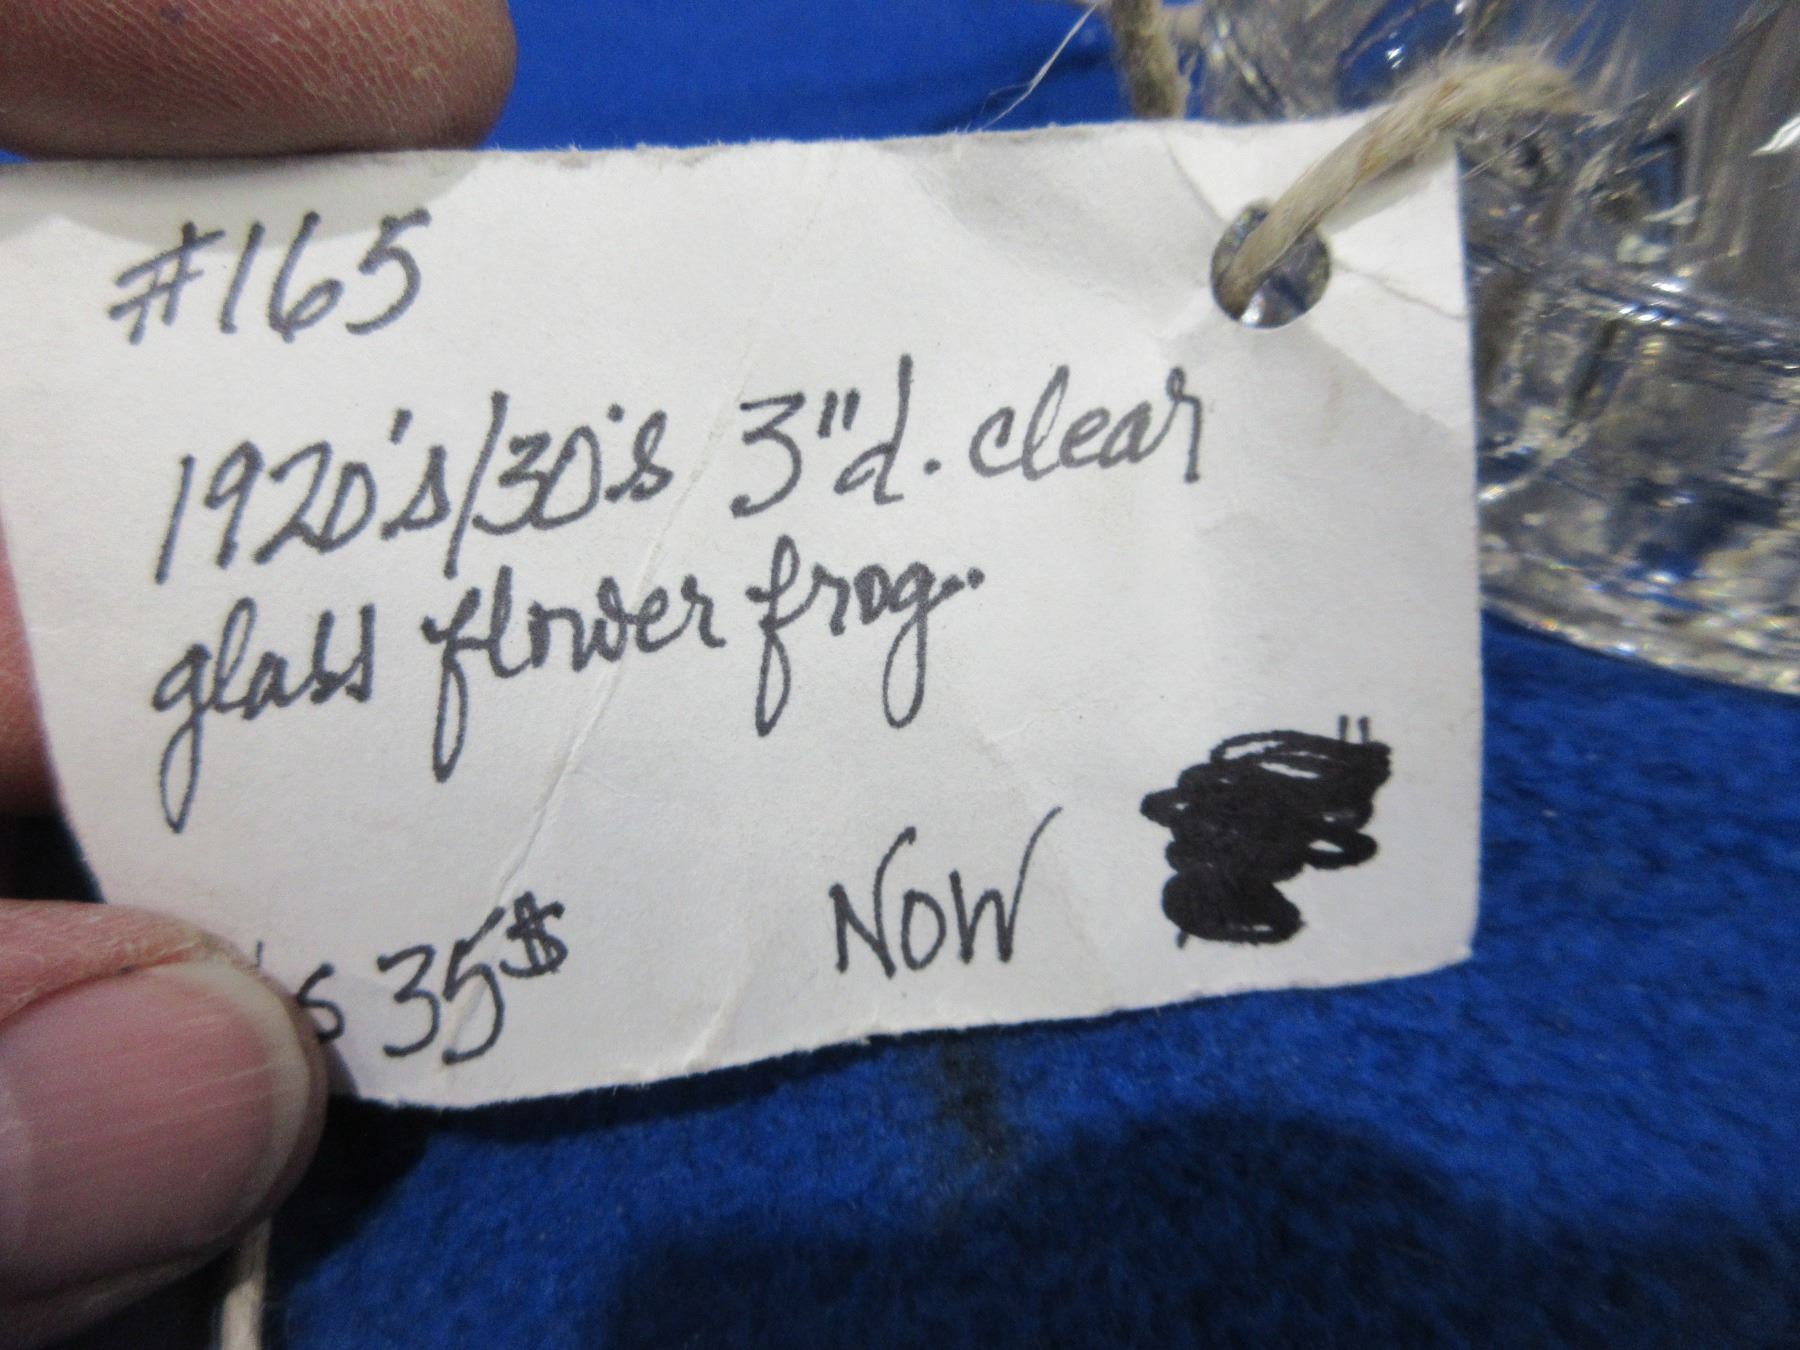 #165
1920's/30's 3"d. clear
glass flower frog..
35$ NOW